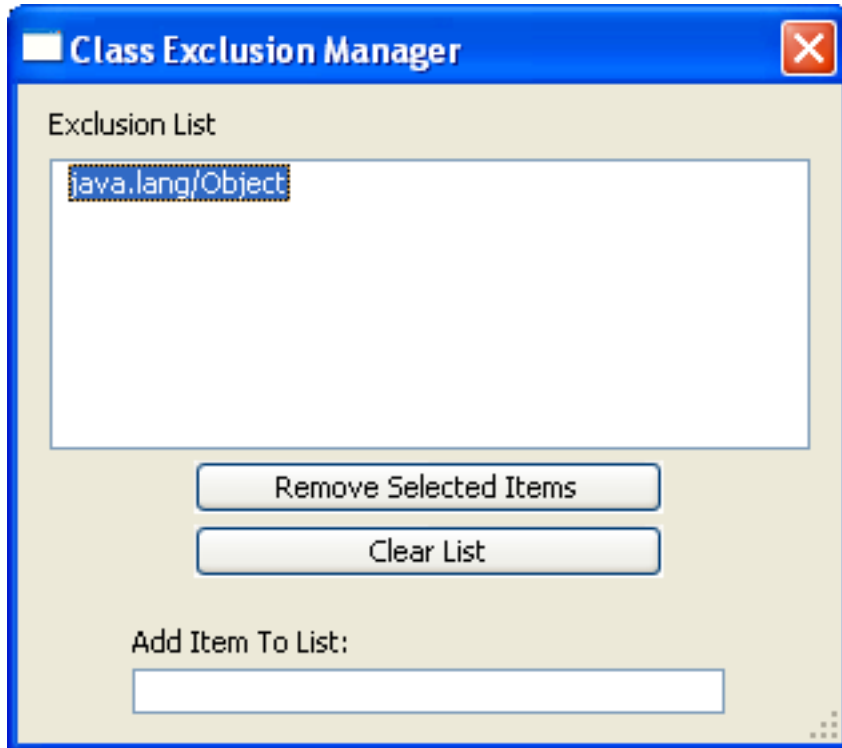 Class Exclusion Manager
Exclusion List
java.lang/Object
Remove Selected Items
Clear List
Add Item To List: